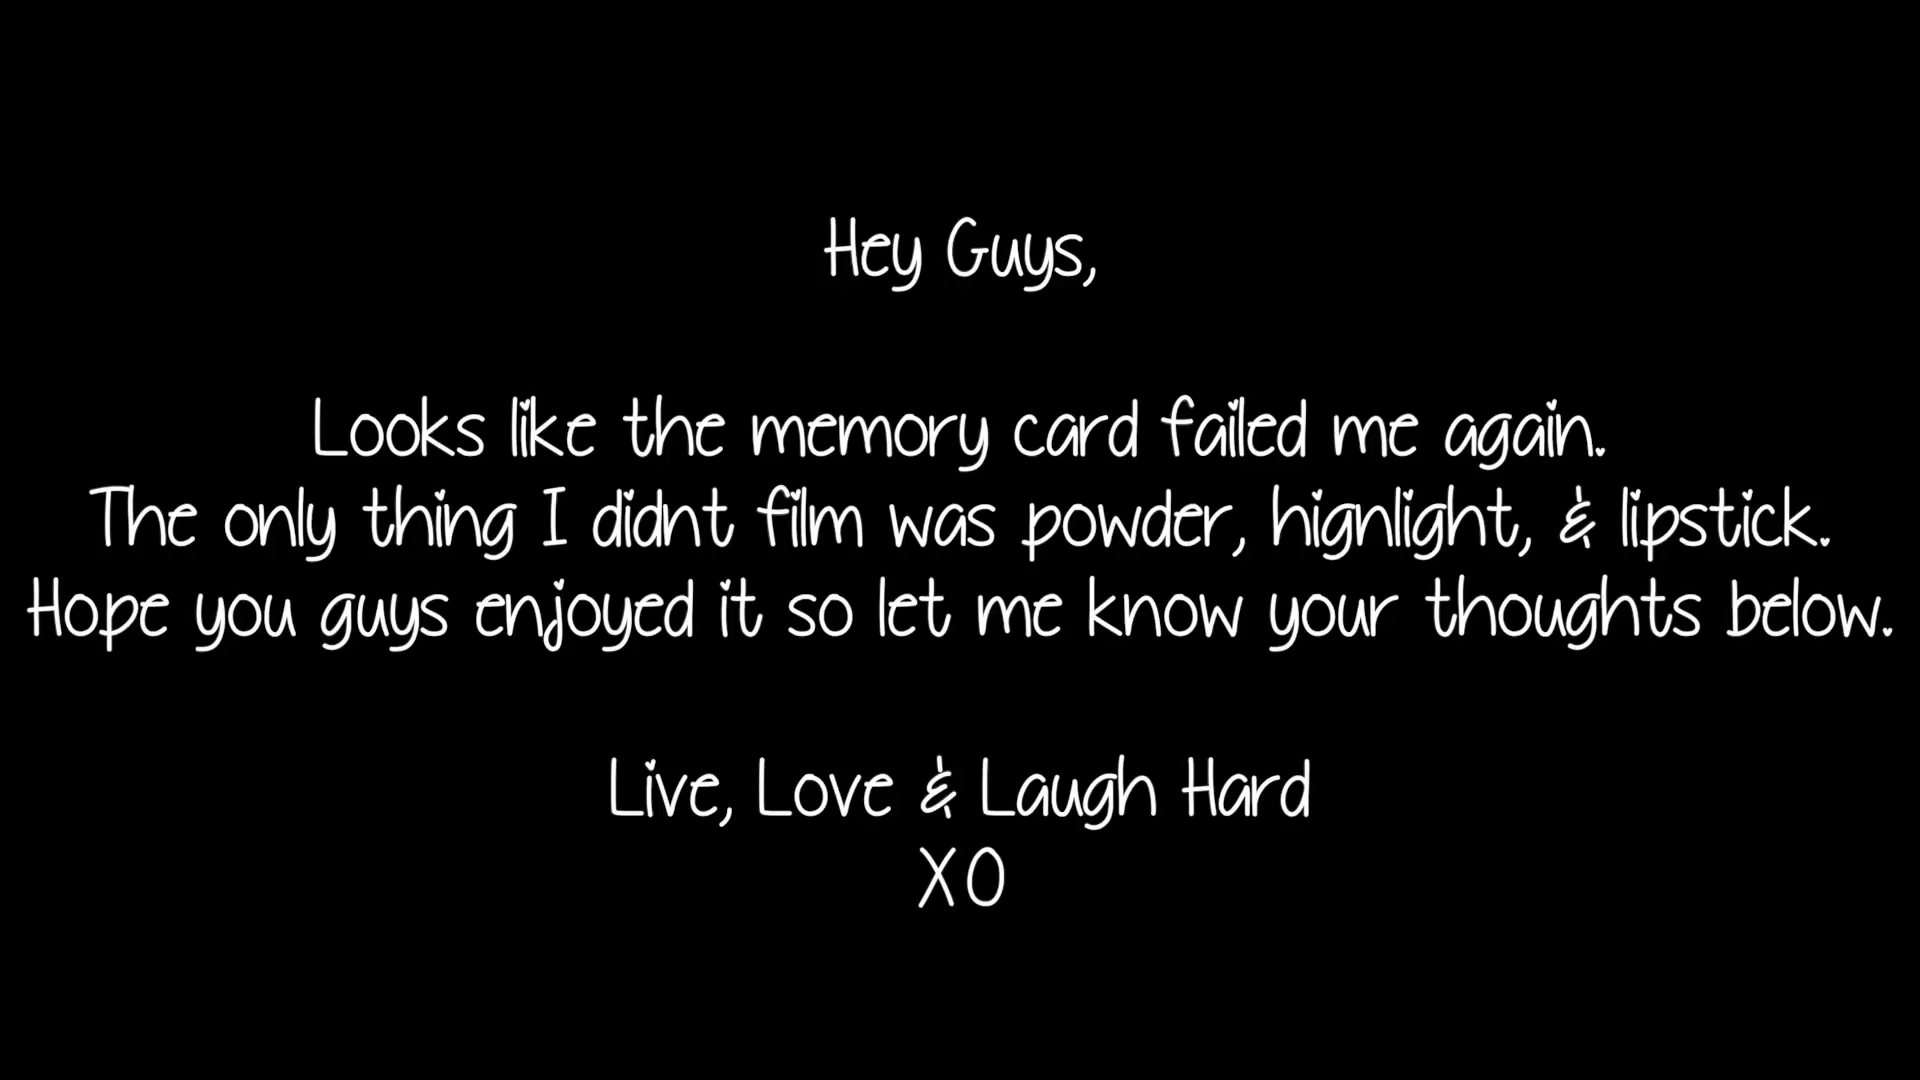 Hey Guys,
Looks like the memory card failed me again.
The only thing I didnt film was powder, hignlight, & lipstick.
Hope you guys enjoyed it so let me know your thoughts below.
Live, Love & Laugh Hard
XO